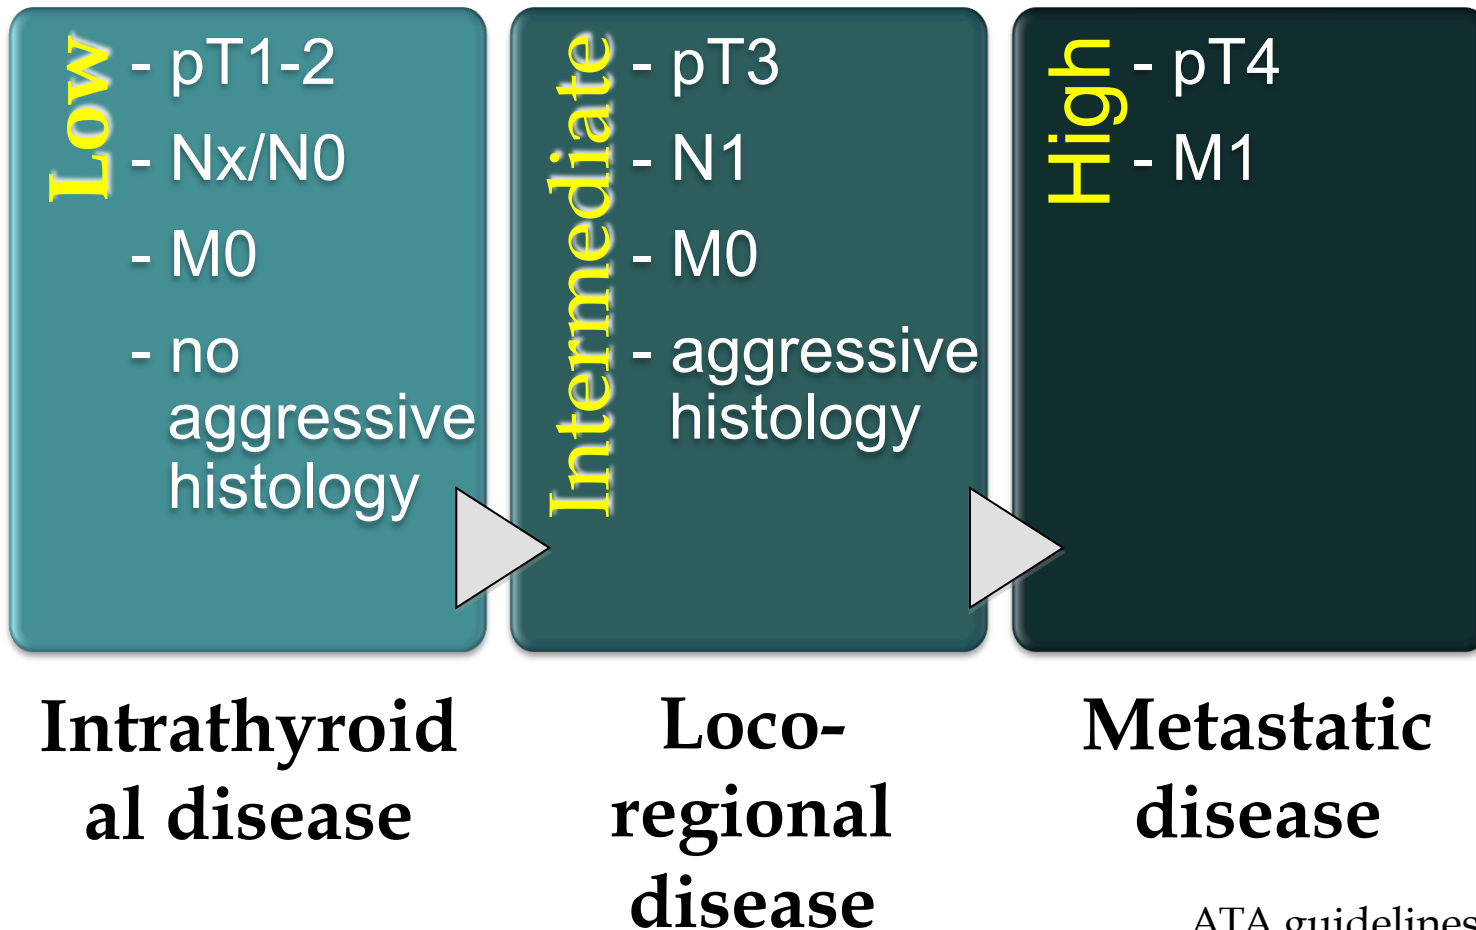 Low
- pT1-2
- Nx/N0
- M0
- no
aggressive
histology
Intermediate
- pT3
- N1
- M0
- aggressive
histology
High
- pT4
- M1
Intrathyroid
al disease
Loco-
regional
disease
Metastatic
disease
ATA guidelines